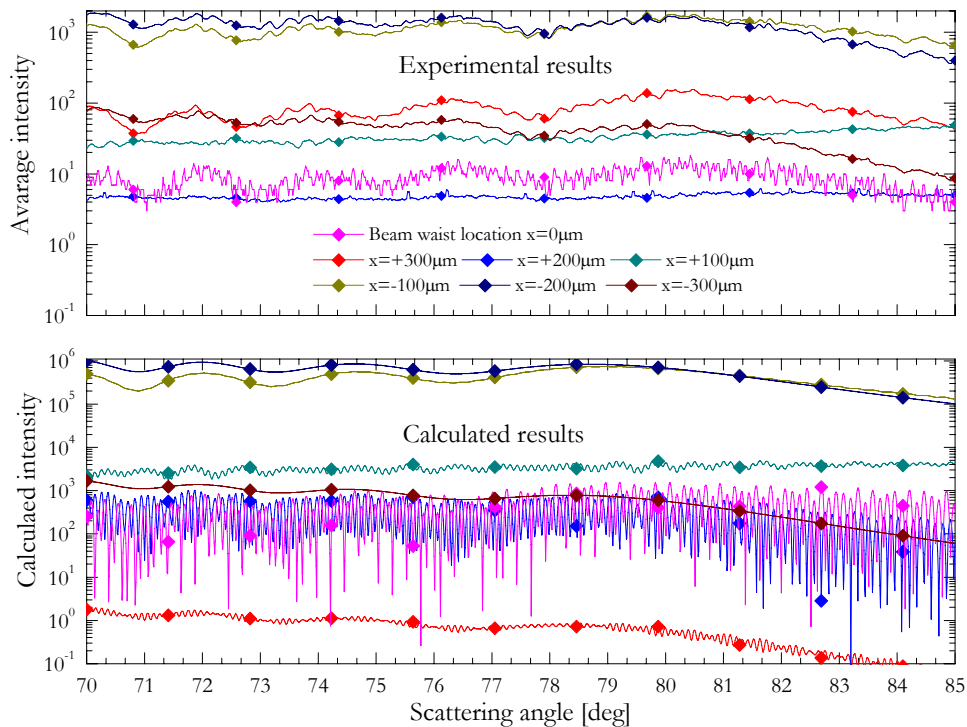 10³
Experimental results
10²
Avarage intensity
10¹
10⁰
Beam waist location x=0µm
x=+300µm x=+200µm x=+100µm
x=-100µm x=-200µm x=-300µm
10⁻¹
10⁶
10⁵
Calculated results
10⁴
Calculaed intensity
10³
10²
10¹
10⁰
10⁻¹
70 71 72 73 74 75 76 77 78 79 80 81 82 83 84 85
Scattering angle [deg]